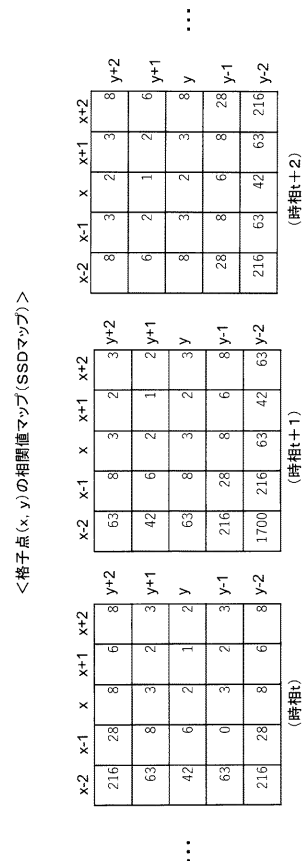 <格子点(x, y)の相関値マップ(SSDマップ)>
...
x-2 x-1 x x+1 x+2
216 28 8 6 8 y+2
63 8 3 2 3 y+1
42 6 2 1 2 y
63 0 3 2 3 y-1
216 28 8 6 8 y-2
(時相t)
x-2 x-1 x x+1 x+2
63 8 3 2 3 y+2
42 6 2 1 2 y+1
63 8 3 2 3 y
216 28 8 6 8 y-1
1700 216 63 42 63 y-2
(時相t+1)
x-2 x-1 x x+1 x+2
8 3 2 3 8 y+2
6 2 1 2 6 y+1
8 3 2 3 8 y
28 8 6 8 28 y-1
216 63 42 63 216 y-2
(時相t+2)
...